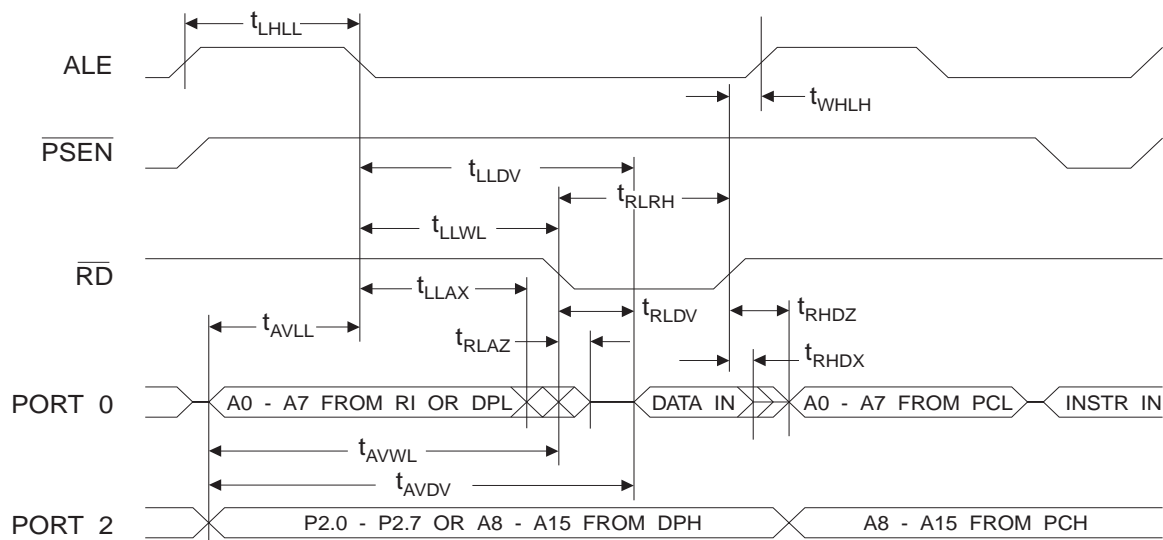 tLHLL
ALE
tWHLH
PSEN
tLLDV
tRLRH
tLLWL
RD
tLLAX
tRLDV
tRHDZ
tAVLL
tRLAZ
tRHDX
PORT 0
A0 - A7 FROM RI OR DPL
DATA IN
A0 - A7 FROM PCL
INSTR IN
tAVWL
tAVDV
PORT 2
P2.0 - P2.7 OR A8 - A15 FROM DPH
A8 - A15 FROM PCH